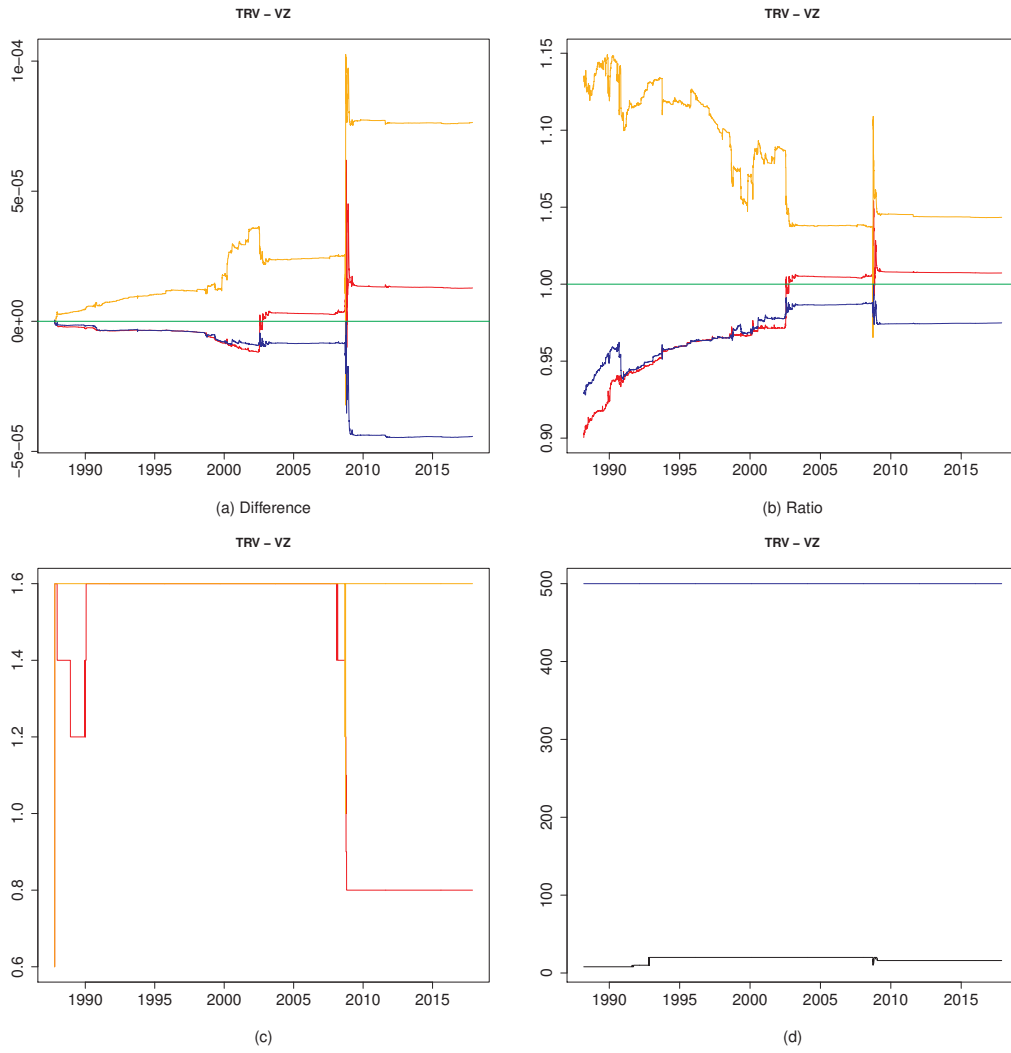 TRV − VZ
1e−04
5e−05
0e+00
−5e−05
1990 1995 2000 2005 2010 2015
(a) Difference
TRV − VZ
1.15
1.10
1.05
1.00
0.95
0.90
1990 1995 2000 2005 2010 2015
(b) Ratio
TRV − VZ
1.6
1.4
1.2
1.0
0.8
0.6
1990 1995 2000 2005 2010 2015
(c)
TRV − VZ
500
400
300
200
100
0
1990 1995 2000 2005 2010 2015
(d)